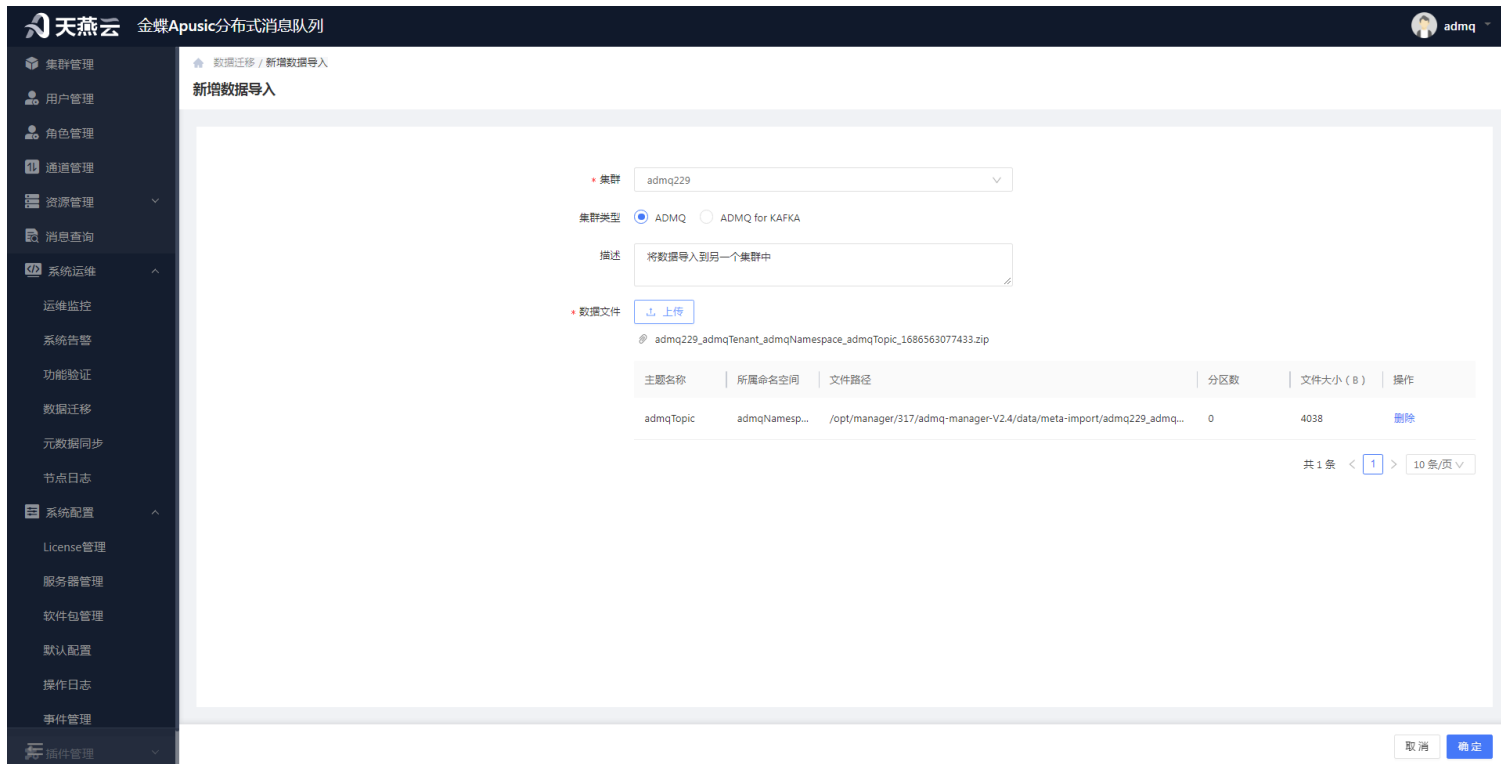 天燕云 金蝶Apusic分布式消息队列
admq
集群管理
用户管理
角色管理
通道管理
资源管理
消息查询
系统运维
运维监控
系统告警
功能验证
数据迁移
元数据同步
节点日志
系统配置
License管理
服务器管理
软件包管理
默认配置
操作日志
事件管理
插件管理
数据迁移 / 新增数据导入
新增数据导入
* 集群 admq229
集群类型 ADMQ ADMQ for KAFKA
描述 将数据导入到另一个集群中
* 数据文件 上传
admq229_admqTenant_admqNamespace_admqTopic_1686563077433.zip
主题名称 所属命名空间 文件路径 分区数 文件大小 ( B ) 操作
admqTopic admqNamesp... /opt/manager/317/admq-manager-V2.4/data/meta-import/admq229_admq... 0 4038 删除
共 1 条 < 1 > 10 条/页
取 消 确 定